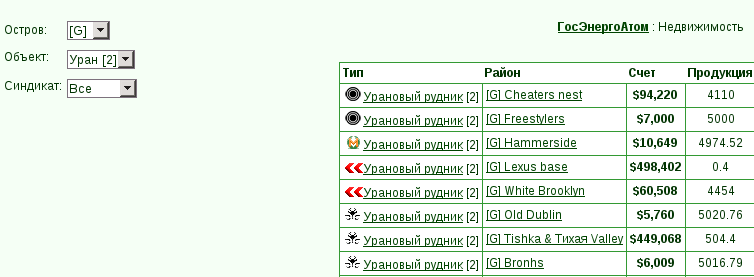 Остров: [G]
ГосЭнергоАтом : Недвижимость
Объект: Уран [2]
Синдикат: Все
Тип Район Счет Продукция
Урановый рудник [2] [G] Cheaters nest $94,220 4110
Урановый рудник [2] [G] Freestylers $7,000 5000
Урановый рудник [2] [G] Hammerside $10,649 4974.52
Урановый рудник [2] [G] Lexus base $498,402 0.4
Урановый рудник [2] [G] White Brooklyn $60,508 4454
Урановый рудник [2] [G] Old Dublin $5,760 5020.76
Урановый рудник [2] [G] Tishka & Тихая Valley $449,068 504.4
Урановый рудник [2] [G] Bronhs $6,009 5016.79